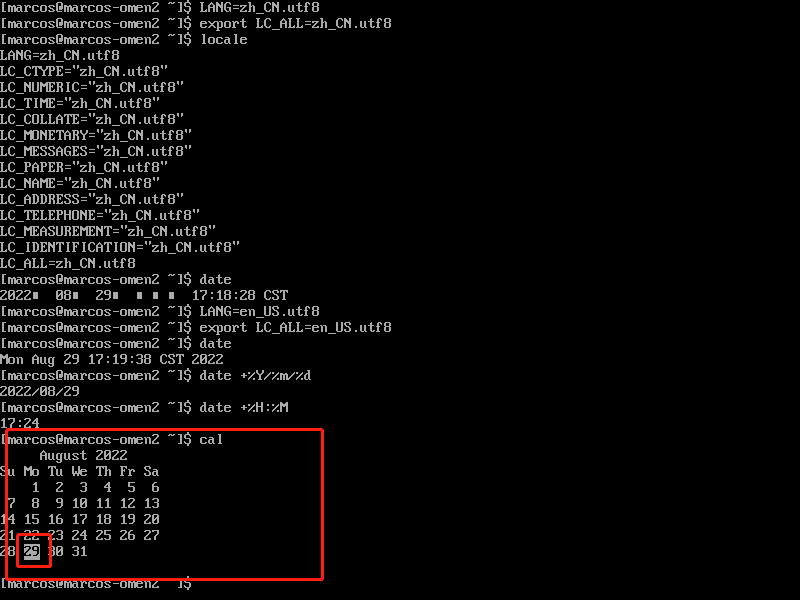 [marcos@marcos-omen2 ~]$ LANG=zh_CN.utf8
[marcos@marcos-omen2 ~]$ export LC_ALL=zh_CN.utf8
[marcos@marcos-omen2 ~]$ locale
LANG=zh_CN.utf8
LC_CTYPE="zh_CN.utf8"
LC_NUMERIC="zh_CN.utf8"
LC_TIME="zh_CN.utf8"
LC_COLLATE="zh_CN.utf8"
LC_MONETARY="zh_CN.utf8"
LC_MESSAGES="zh_CN.utf8"
LC_PAPER="zh_CN.utf8"
LC_NAME="zh_CN.utf8"
LC_ADDRESS="zh_CN.utf8"
LC_TELEPHONE="zh_CN.utf8"
LC_MEASUREMENT="zh_CN.utf8"
LC_IDENTIFICATION="zh_CN.utf8"
LC_ALL=zh_CN.utf8
[marcos@marcos-omen2 ~]$ date
2022■ 08■ 29■ ■ ■ ■ 17:18:28 CST
[marcos@marcos-omen2 ~]$ LANG=en_US.utf8
[marcos@marcos-omen2 ~]$ export LC_ALL=en_US.utf8
[marcos@marcos-omen2 ~]$ date
Mon Aug 29 17:19:38 CST 2022
[marcos@marcos-omen2 ~]$ date +%Y/%m/%d
2022/08/29
[marcos@marcos-omen2 ~]$ date +%H:%M
17:24
[marcos@marcos-omen2 ~]$ cal
August 2022
Su Mo Tu We Th Fr Sa
1 2 3 4 5 6
7 8 9 10 11 12 13
14 15 16 17 18 19 20
21 22 23 24 25 26 27
28 29 30 31
[marcos@marcos-omen2 ~]$